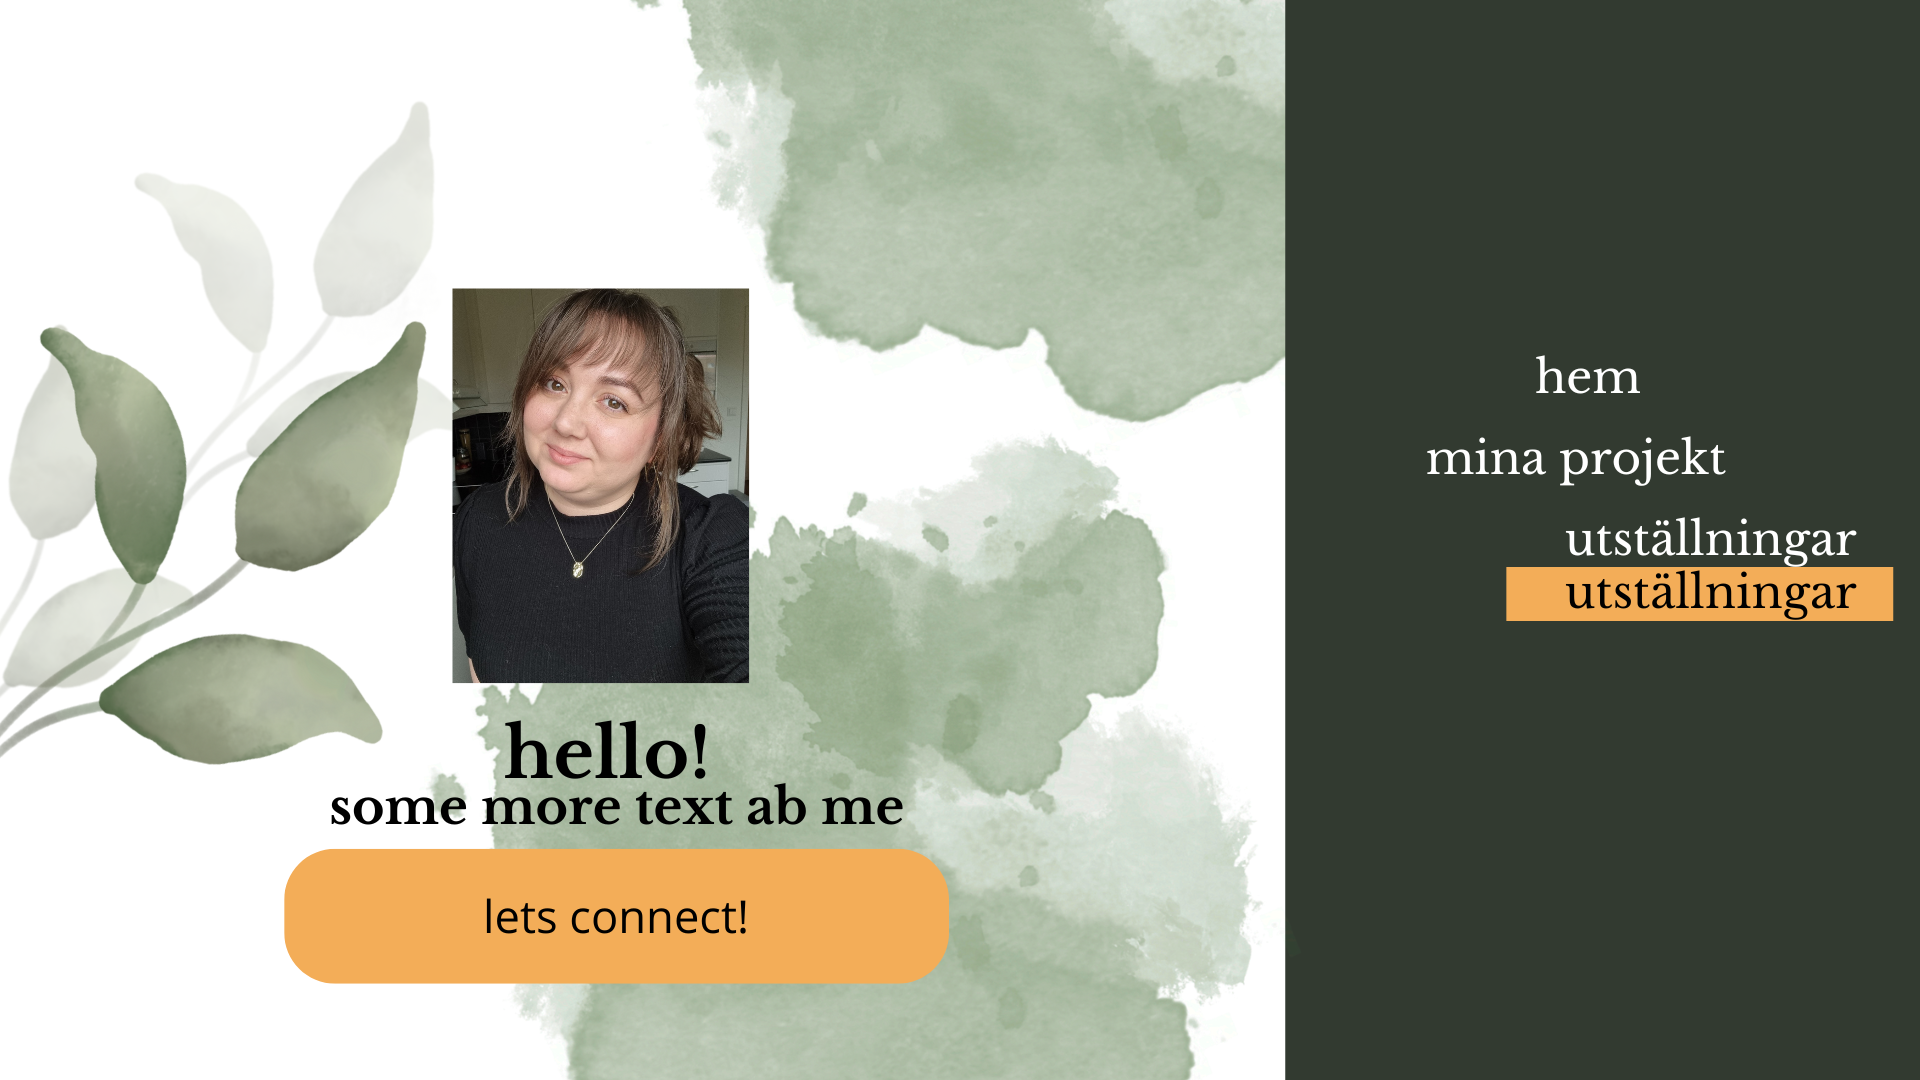 hello!
some more text ab me
lets connect!
hem
mina projekt
utställningar
utställningar